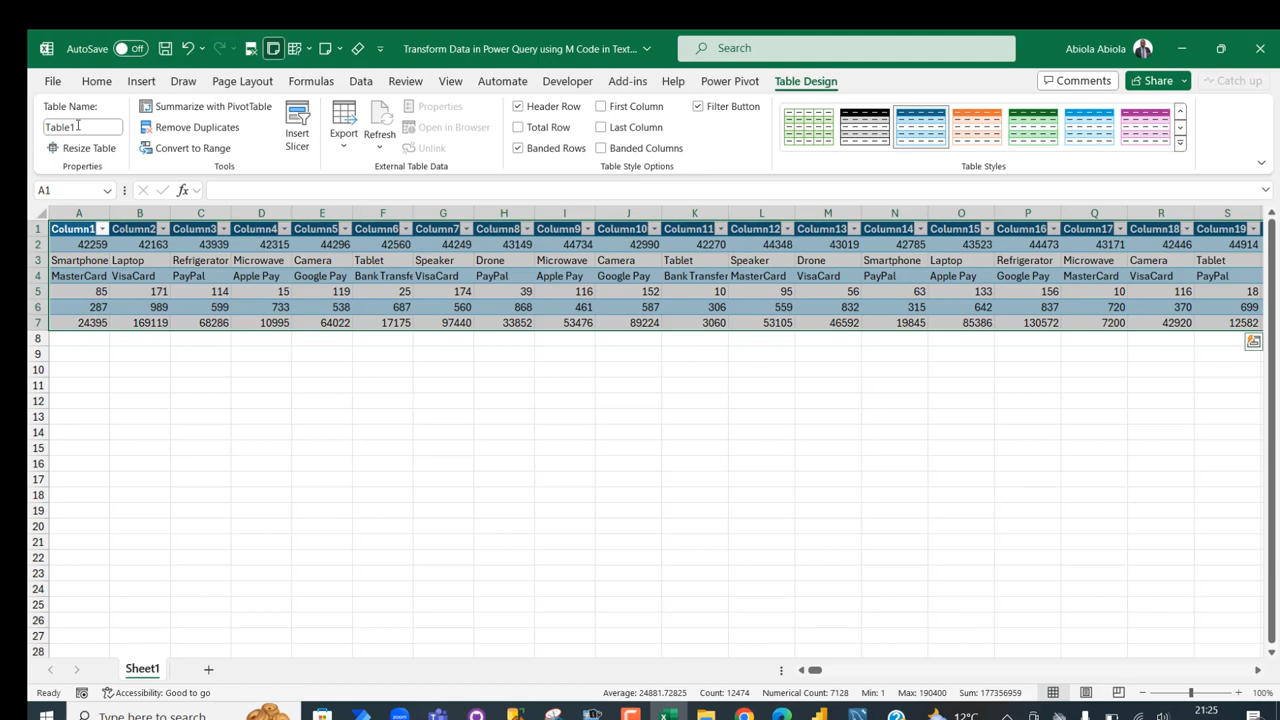 AutoSave Off Transform Data in Power Query using M Code in Text... Search Abiola Abiola
File Home Insert Draw Page Layout Formulas Data Review View Automate Developer Add-ins Help Power Pivot Table Design Comments Share Catch up
Table Name: Summarize with PivotTable Properties Header Row First Column Filter Button
Table1 Remove Duplicates Insert Slicer Export Refresh Total Row Last Column
Resize Table Convert to Range Unlink Banded Rows Banded Columns
Properties Tools External Table Data Table Style Options Table Styles
A1 fx
A B C D E F G H I J K L M N O P Q R S
1 Column1 Column2 Column3 Column4 Column5 Column6 Column7 Column8 Column9 Column10 Column11 Column12 Column13 Column14 Column15 Column16 Column17 Column18 Column19
2 42259 42163 43939 42315 44296 42560 44249 43149 44734 42990 42270 44348 43019 42785 43523 44473 43171 42446 44914
3 Smartphone Laptop Refrigerator Microwave Camera Tablet Speaker Drone Microwave Camera Tablet Speaker Drone Smartphone Laptop Refrigerator Microwave Camera Tablet
4 MasterCard VisaCard PayPal Apple Pay Google Pay Bank Transfe VisaCard PayPal Apple Pay Google Pay Bank Transfer MasterCard VisaCard PayPal Apple Pay Google Pay MasterCard VisaCard PayPal
5 85 171 114 15 119 25 174 39 116 152 10 95 56 63 133 156 10 116 18
6 287 989 599 733 538 687 560 868 461 587 306 559 832 315 642 837 720 370 699
7 24395 169119 68286 10995 64022 17175 97440 33852 53476 89224 3060 53105 46592 19845 85386 130572 7200 42920 12582
8
9
10
11
12
13
14
15
16
17
18
19
20
21
22
23
24
25
26
27
28
Sheet1
Ready Accessibility: Good to go Average: 24881.72825 Count: 12474 Numerical Count: 7128 Min: 1 Max: 190400 Sum: 177356959 100%
Type here to search 12°C 21:25